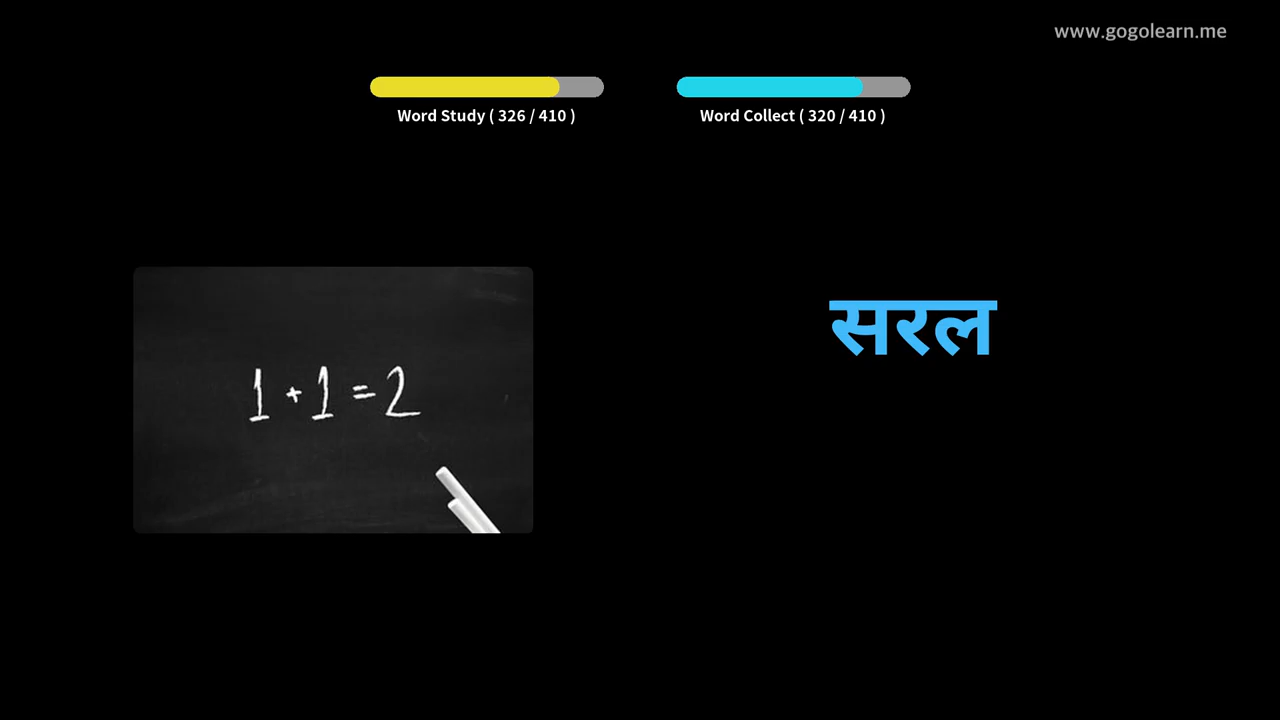 www.gogolearn.me
Word Study ( 326 / 410 )
Word Collect ( 320 / 410 )
1 + 1 = 2
सरल